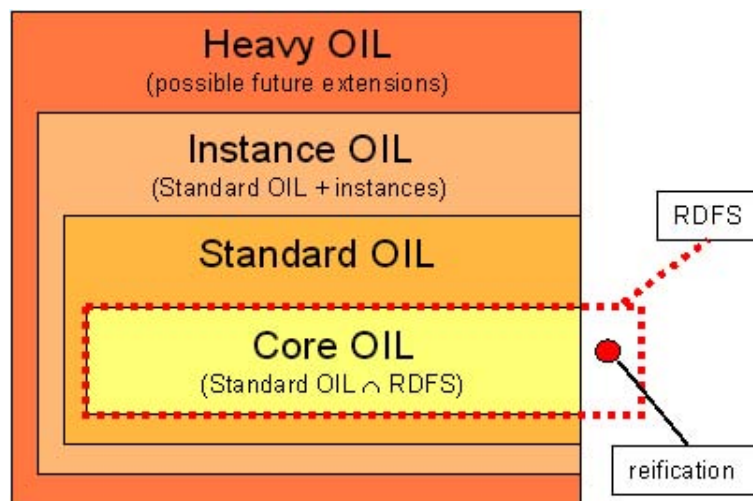 Heavy OIL
(possible future extensions)
Instance OIL
(Standard OIL + instances)
RDFS
Standard OIL
Core OIL
(Standard OIL ∩ RDFS)
reification